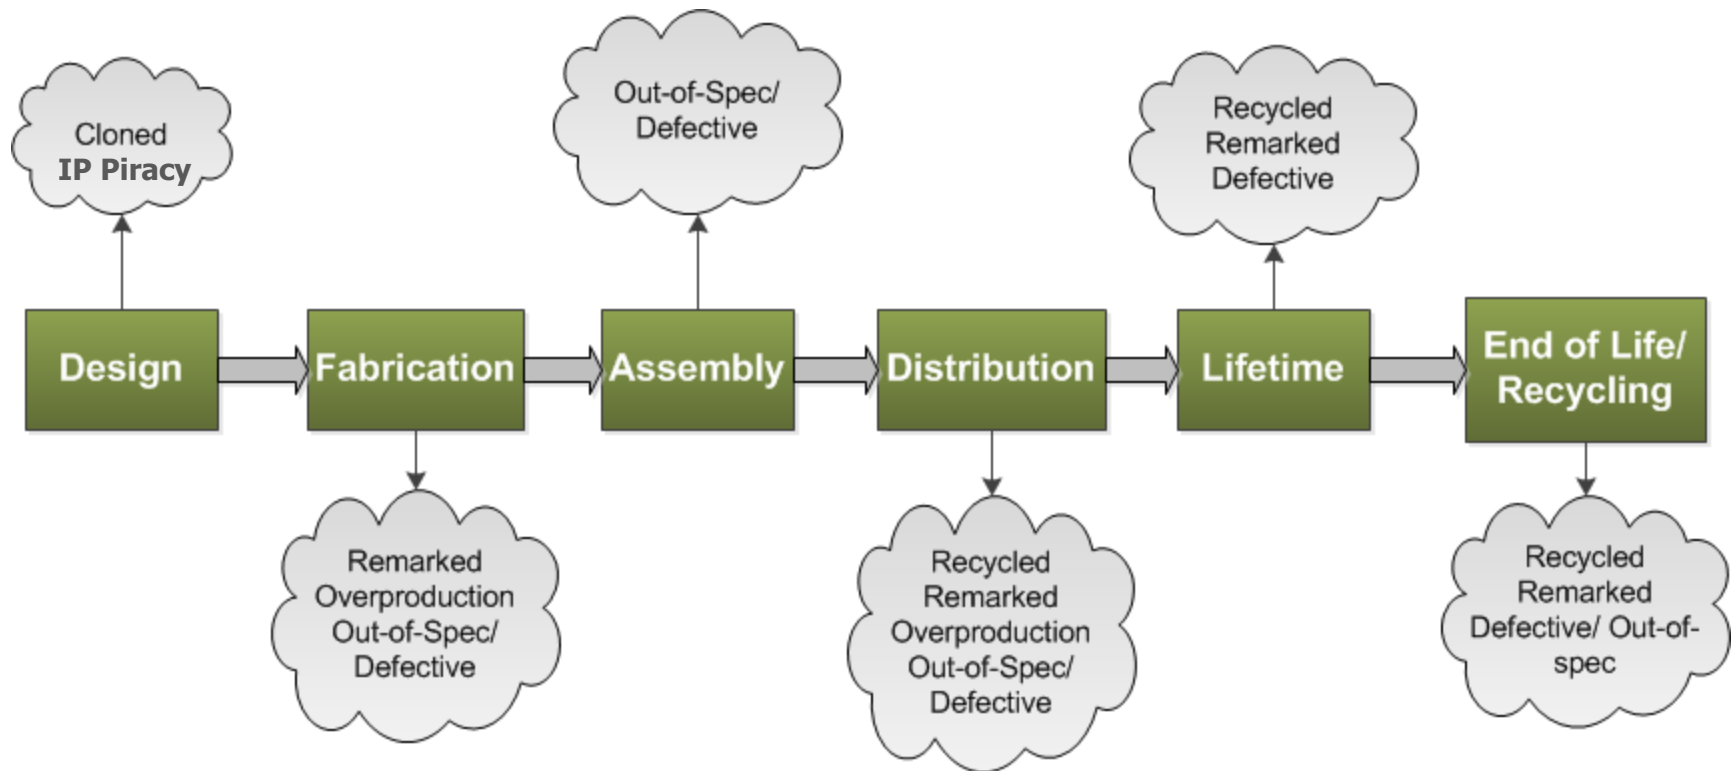 Cloned
IP Piracy
Out-of-Spec/
Defective
Recycled
Remarked
Defective
Design
Fabrication
Assembly
Distribution
Lifetime
End of Life/
Recycling
Remarked
Overproduction
Out-of-Spec/
Defective
Recycled
Remarked
Overproduction
Out-of-Spec/
Defective
Recycled
Remarked
Defective/ Out-of-
spec